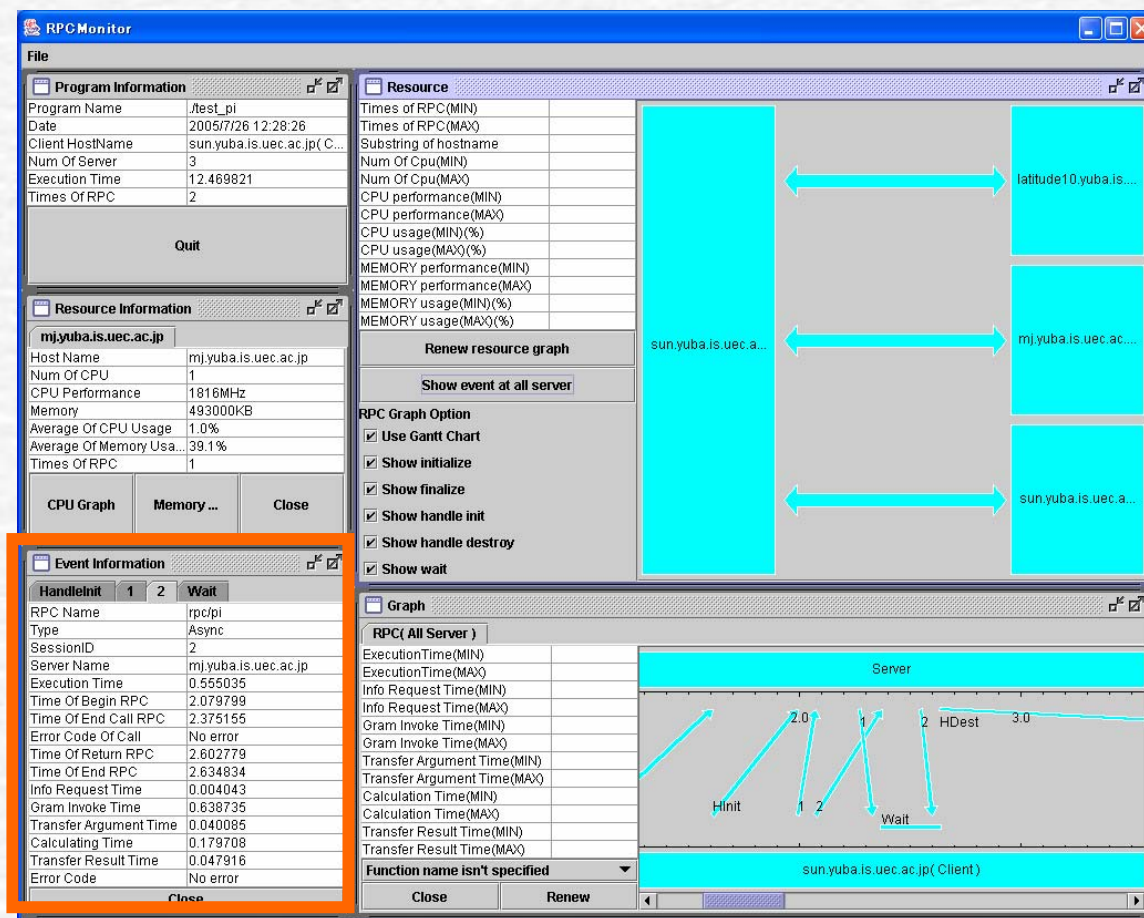 RPCMonitor
File
Program Information
Program Name ./test_pi
Date 2005/7/26 12:28:26
Client HostName sun.yuba.is.uec.ac.jp( C...
Num Of Server 3
Execution Time 12.469821
Times Of RPC 2
Quit
Resource Information
mj.yuba.is.uec.ac.jp
Host Name mj.yuba.is.uec.ac.jp
Num Of CPU 1
CPU Performance 1816MHz
Memory 493000KB
Average Of CPU Usage 1.0%
Average Of Memory Usa... 39.1%
Times Of RPC 1
CPU Graph Memory ... Close
Event Information
HandleInit 1 2 Wait
RPC Name rpc/pi
Type Async
SessionID 2
Server Name mj.yuba.is.uec.ac.jp
Execution Time 0.555035
Time Of Begin RPC 2.079799
Time Of End Call RPC 2.375155
Error Code Of Call No error
Time Of Return RPC 2.602779
Time Of End RPC 2.634834
Info Request Time 0.004043
Gram Invoke Time 0.638735
Transfer Argument Time 0.040085
Calculating Time 0.179708
Transfer Result Time 0.047916
Error Code No error
Close
Resource
Times of RPC(MIN)
Times of RPC(MAX)
Substring of hostname
Num Of Cpu(MIN)
Num Of Cpu(MAX)
CPU performance(MIN)
CPU performance(MAX)
CPU usage(MIN)(%)
CPU usage(MAX)(%)
MEMORY performance(MIN)
MEMORY performance(MAX)
MEMORY usage(MIN)(%)
MEMORY usage(MAX)(%)
Renew resource graph
Show event at all server
RPC Graph Option
Use Gantt Chart
Show initialize
Show finalize
Show handle init
Show handle destroy
Show wait
sun.yuba.is.uec.a...
latitude10.yuba.is....
mj.yuba.is.uec.ac....
sun.yuba.is.uec.a...
Graph
RPC( All Server )
ExecutionTime(MIN)
ExecutionTime(MAX)
Info Request Time(MIN)
Info Request Time(MAX)
Gram Invoke Time(MIN)
Gram Invoke Time(MAX)
Transfer Argument Time(MIN)
Transfer Argument Time(MAX)
Calculation Time(MIN)
Calculation Time(MAX)
Transfer Result Time(MIN)
Transfer Result Time(MAX)
Function name isn't specified
Close Renew
Server
2.0 1 2 HDest 3.0
HInit 1 2 Wait
sun.yuba.is.uec.ac.jp( Client )